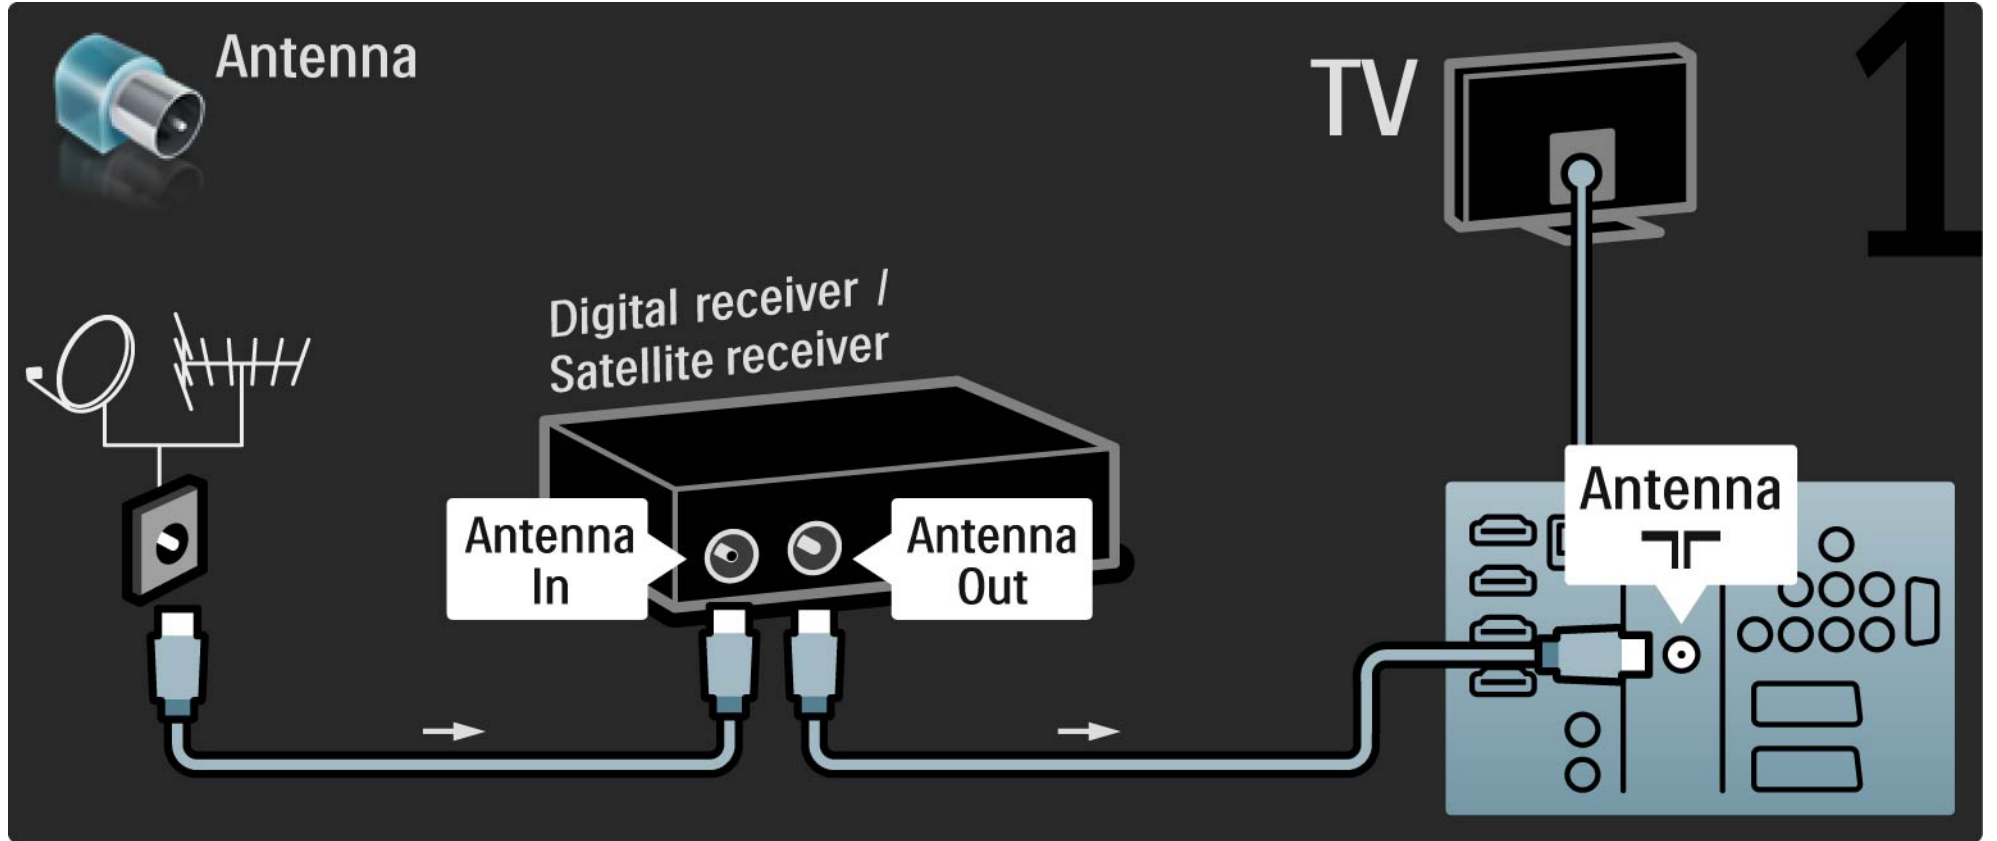 Antenna
TV
1
Digital receiver /
Satellite receiver
Antenna
In
Antenna
Out
Antenna